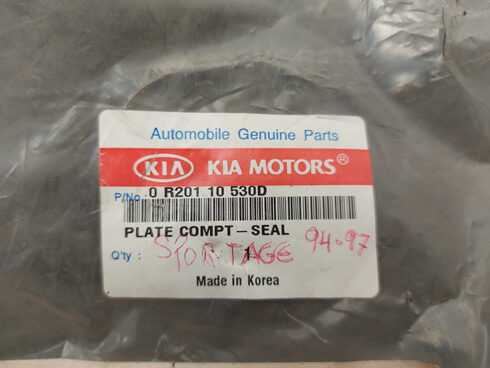 Automobile Genuine Parts
KIA KIA MOTORS®
P/No. 0 R201 10 530D
PLATE COMPT-SEAL
Q'ty : 1
SPORTAGE 94-97
Made in Korea